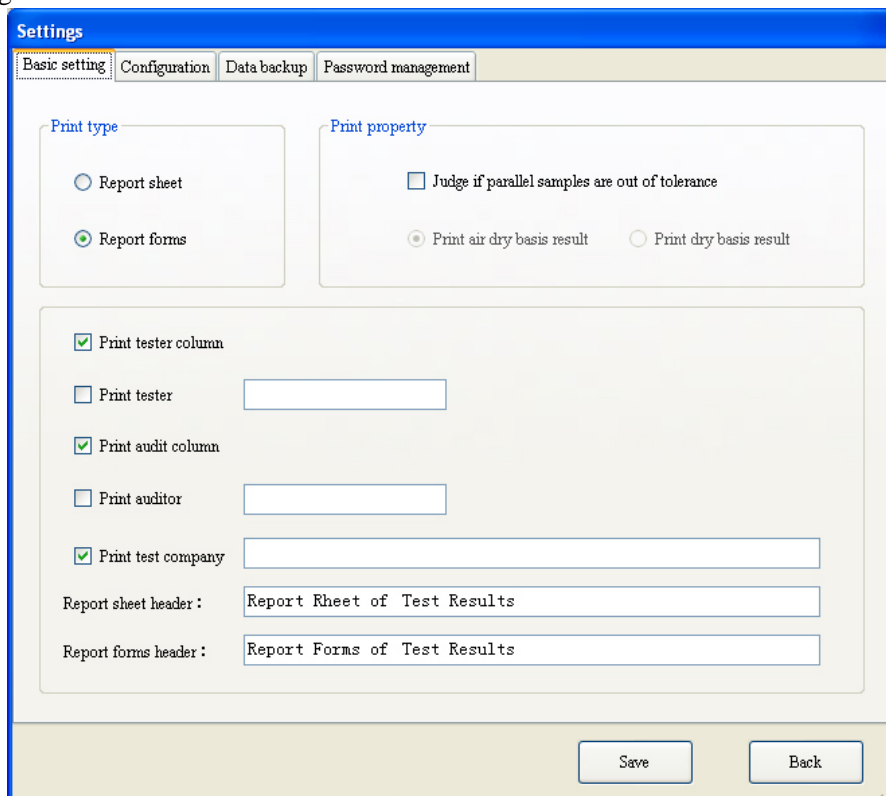 Settings
Basic setting Configuration Data backup Password management
Print type Print property
Report sheet Judge if parallel samples are out of tolerance
Report forms Print air dry basis result Print dry basis result
Print tester column
Print tester
Print audit column
Print auditor
Print test company
Report sheet header: Report Rheet of Test Results
Report forms header: Report Forms of Test Results
Save Back